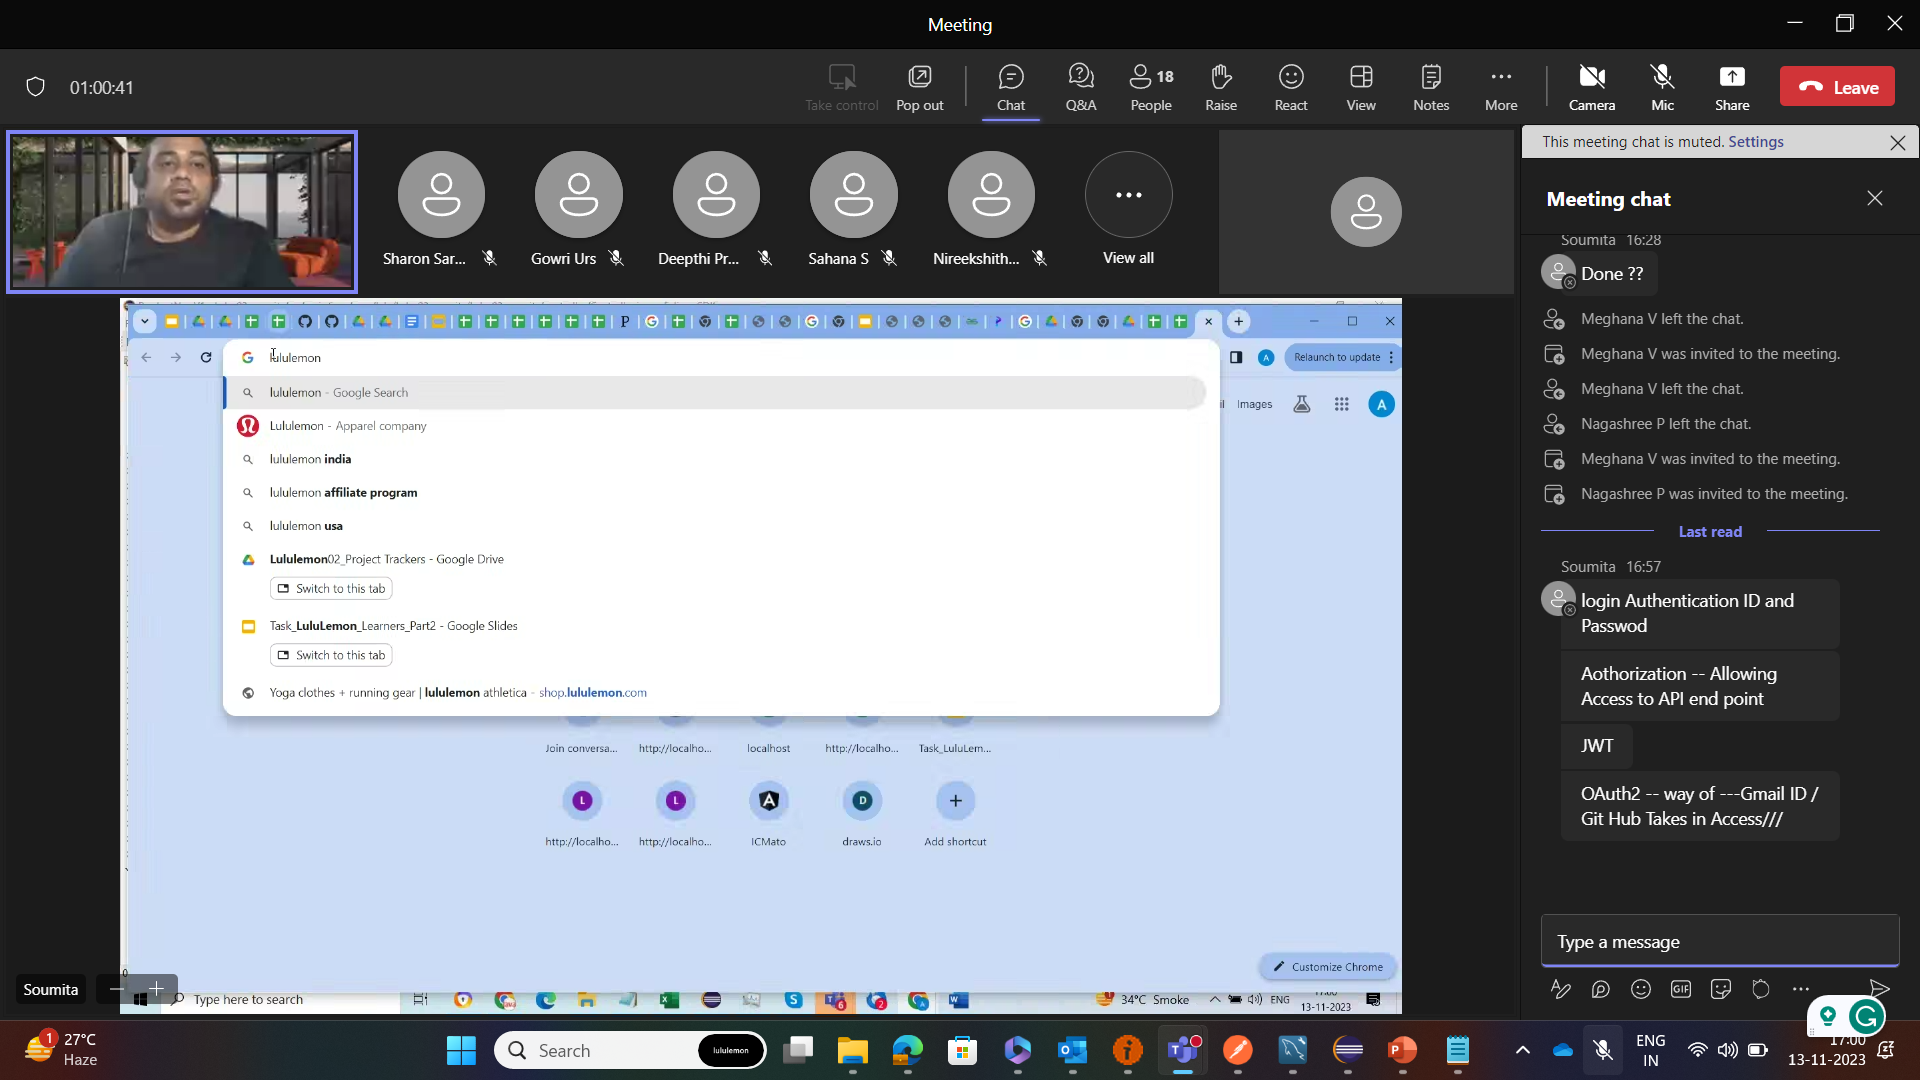 Meeting
01:00:41
Take control
Pop out
Chat
Q&A
People
18
Raise
React
View
Notes
More
Camera
Mic
Share
Leave
Sharon Sar...
Gowri Urs
Deepthi Pr...
Sahana S
Nireekshith...
View all
This meeting chat is muted. Settings
Meeting chat
Soumita 16:28
Done ??
Meghana V left the chat.
Meghana V was invited to the meeting.
Meghana V left the chat.
Nagashree P left the chat.
Meghana V was invited to the meeting.
Nagashree P was invited to the meeting.
Last read
Soumita 16:57
login Authentication ID and
Passwod
Aothorization -- Allowing
Access to API end point
JWT
OAuth2 -- way of ---Gmail ID /
Git Hub Takes in Access///
Type a message
GIF
lululemon
Relaunch to update
A
Images
A
lululemon - Google Search
Lululemon - Apparel company
lululemon india
lululemon affiliate program
lululemon usa
Lululemon02_Project Trackers - Google Drive
Switch to this tab
Task_LuluLemon_Learners_Part2 - Google Slides
Switch to this tab
Yoga clothes + running gear | lululemon athletica - shop.lululemon.com
Join conversa...
http://localho...
localhost
http://localho...
Task_LuluLem...
L
L
A
D
http://localho...
http://localho...
ICMato
draws.io
Add shortcut
Customize Chrome
Soumita
Type here to search
34°C Smoke
ENG
13-11-2023
1
27°C
Haze
Search
lululemon
ENG
IN
17:00
13-11-2023